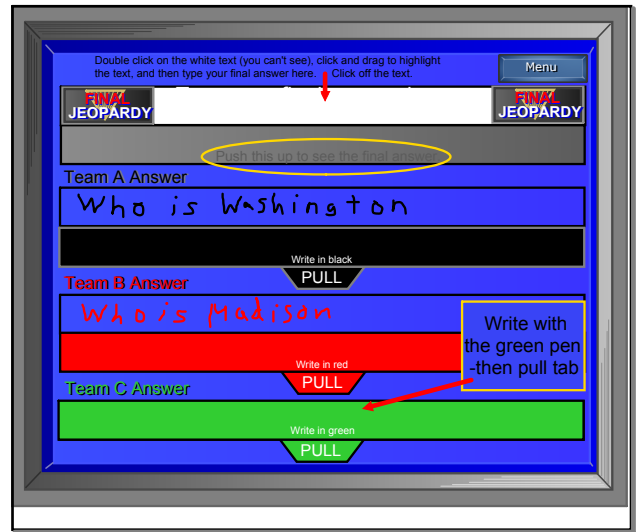 Double click on the white text (you can't see), click and drag to highlight
the text, and then type your final answer here. Click off the text.
Menu
FINAL
JEOPARDY
FINAL
JEOPARDY
Push this up to see the final answer
Team A Answer
Who is Washington
Write in black
PULL
Team B Answer
Who is Madison
Write with
the green pen
-then pull tab
Write in red
PULL
Team C Answer
Write in green
PULL